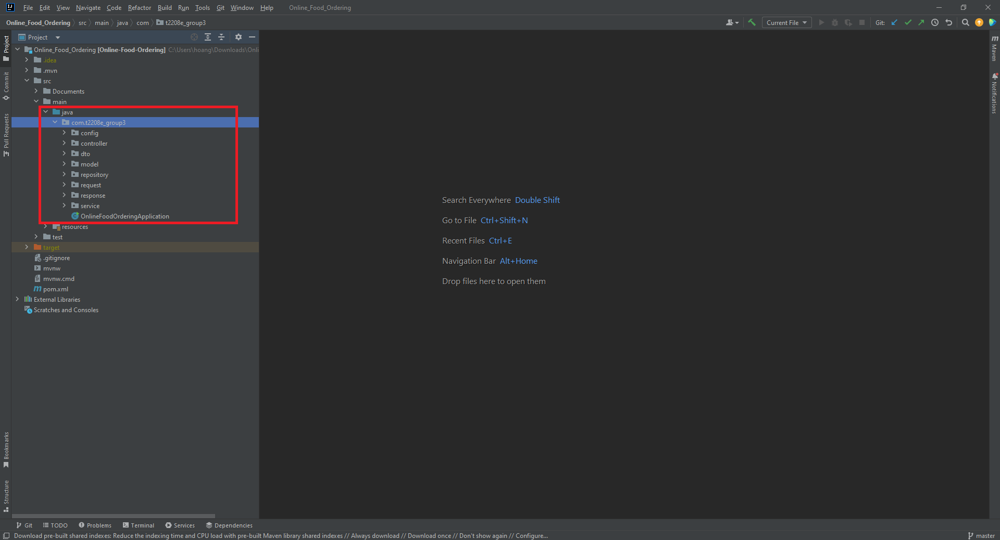 IJ File Edit View Navigate Code Refactor Build Run Tools Git Window Help Online_Food_Ordering
Online_Food_Ordering src main java com t2208e_group3 Current File Git:
Project
Online_Food_Ordering [Online-Food-Ordering] C:\Users\hoang\Downloads\Onli
.idea
.mvn
src
Documents
main
java
com.t2208e_group3
config
controller
dto
model
repository
request
response
service
OnlineFoodOrderingApplication
resources
test
target
.gitignore
mvnw
mvnw.cmd
pom.xml
External Libraries
Scratches and Consoles
Project
Commit
Pull Requests
Bookmarks
Structure
Search Everywhere Double Shift
Go to File Ctrl+Shift+N
Recent Files Ctrl+E
Navigation Bar Alt+Home
Drop files here to open them
m Maven
Notifications
Git TODO Problems Terminal Services Dependencies
Download pre-built shared indexes: Reduce the indexing time and CPU load with pre-built Maven library shared indexes // Always download // Download once // Don't show again // Configure... master